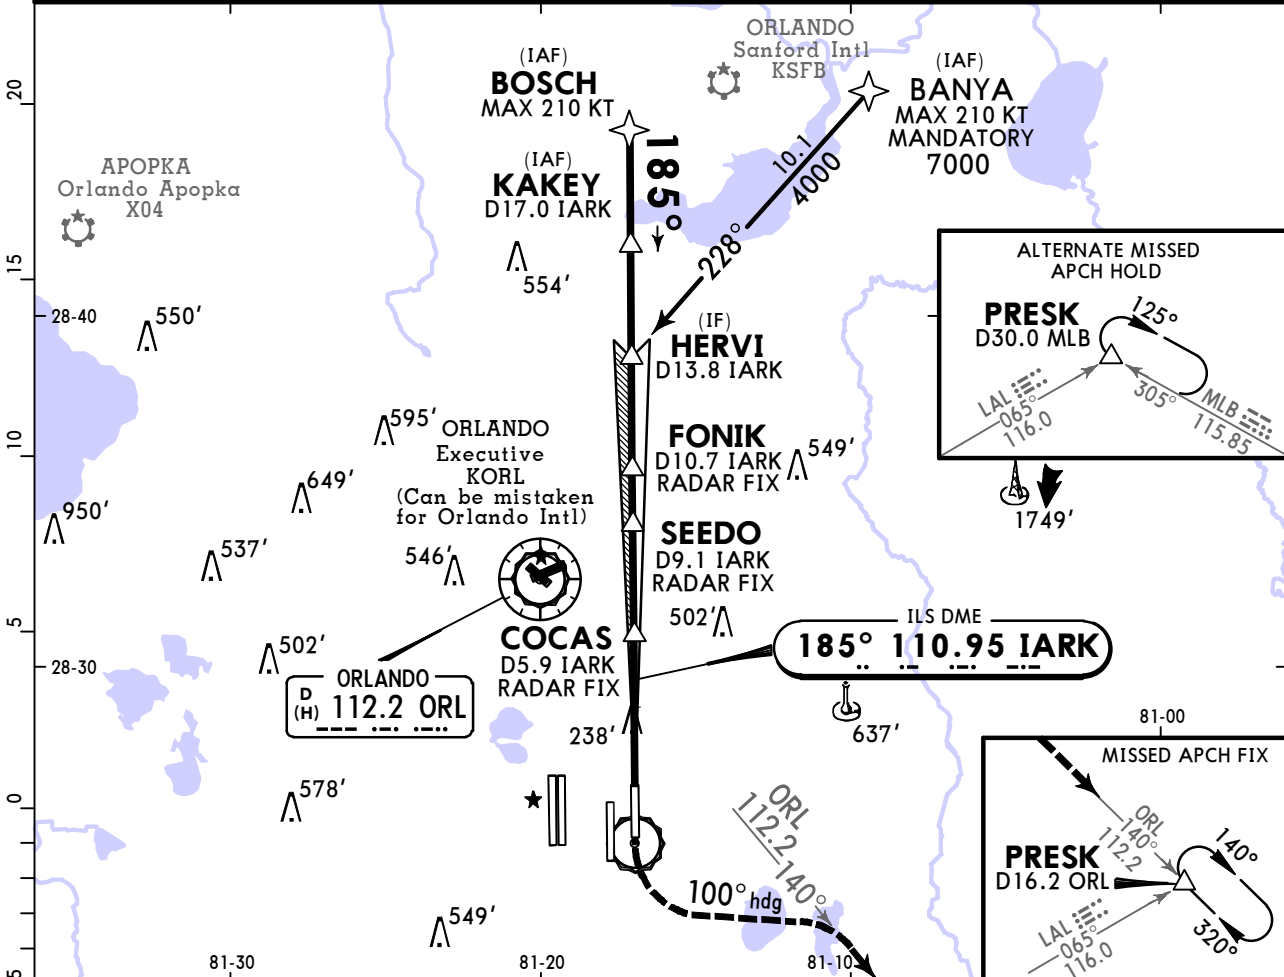 ORLANDO
Sanford Intl
KSFB
(IAF)
BOSCH
MAX 210 KT
(IAF)
BANYA
MAX 210 KT
MANDATORY
7000
20
185°
10.1
4000
228°
(IAF)
KAKEY
D17.0 IARK
APOPKA
Orlando Apopka
X04
554'
15
28-40
550'
(IF)
HERVI
D13.8 IARK
ALTERNATE MISSED
APCH HOLD
PRESK
D30.0 MLB
125°
LAL
065°
116.0
305°
MLB
115.85
1749'
595'
10
ORLANDO
Executive
KORL
(Can be mistaken
for Orlando Intl)
FONIK
D10.7 IARK
RADAR FIX
549'
649'
950'
537'
546'
SEEDO
D9.1 IARK
RADAR FIX
502'
5
502'
COCAS
D5.9 IARK
RADAR FIX
ILS DME
185° 110.95 IARK
28-30
ORLANDO
D
(H) 112.2 ORL
238'
637'
81-00
578'
0
ORL
112.2
140°
100° hdg
MISSED APCH FIX
ORL
140°
112.2
PRESK
D16.2 ORL
140°
320°
LAL
065°
116.0
549'
5
81-30
81-20
81-10